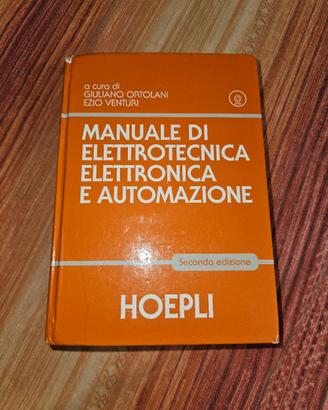 a cura di
GIULIANO ORTOLANI
EZIO VENTURI
MANUALE DI
ELETTROTECNICA
ELETTRONICA
E AUTOMAZIONE
Seconda edizione
HOEPLI